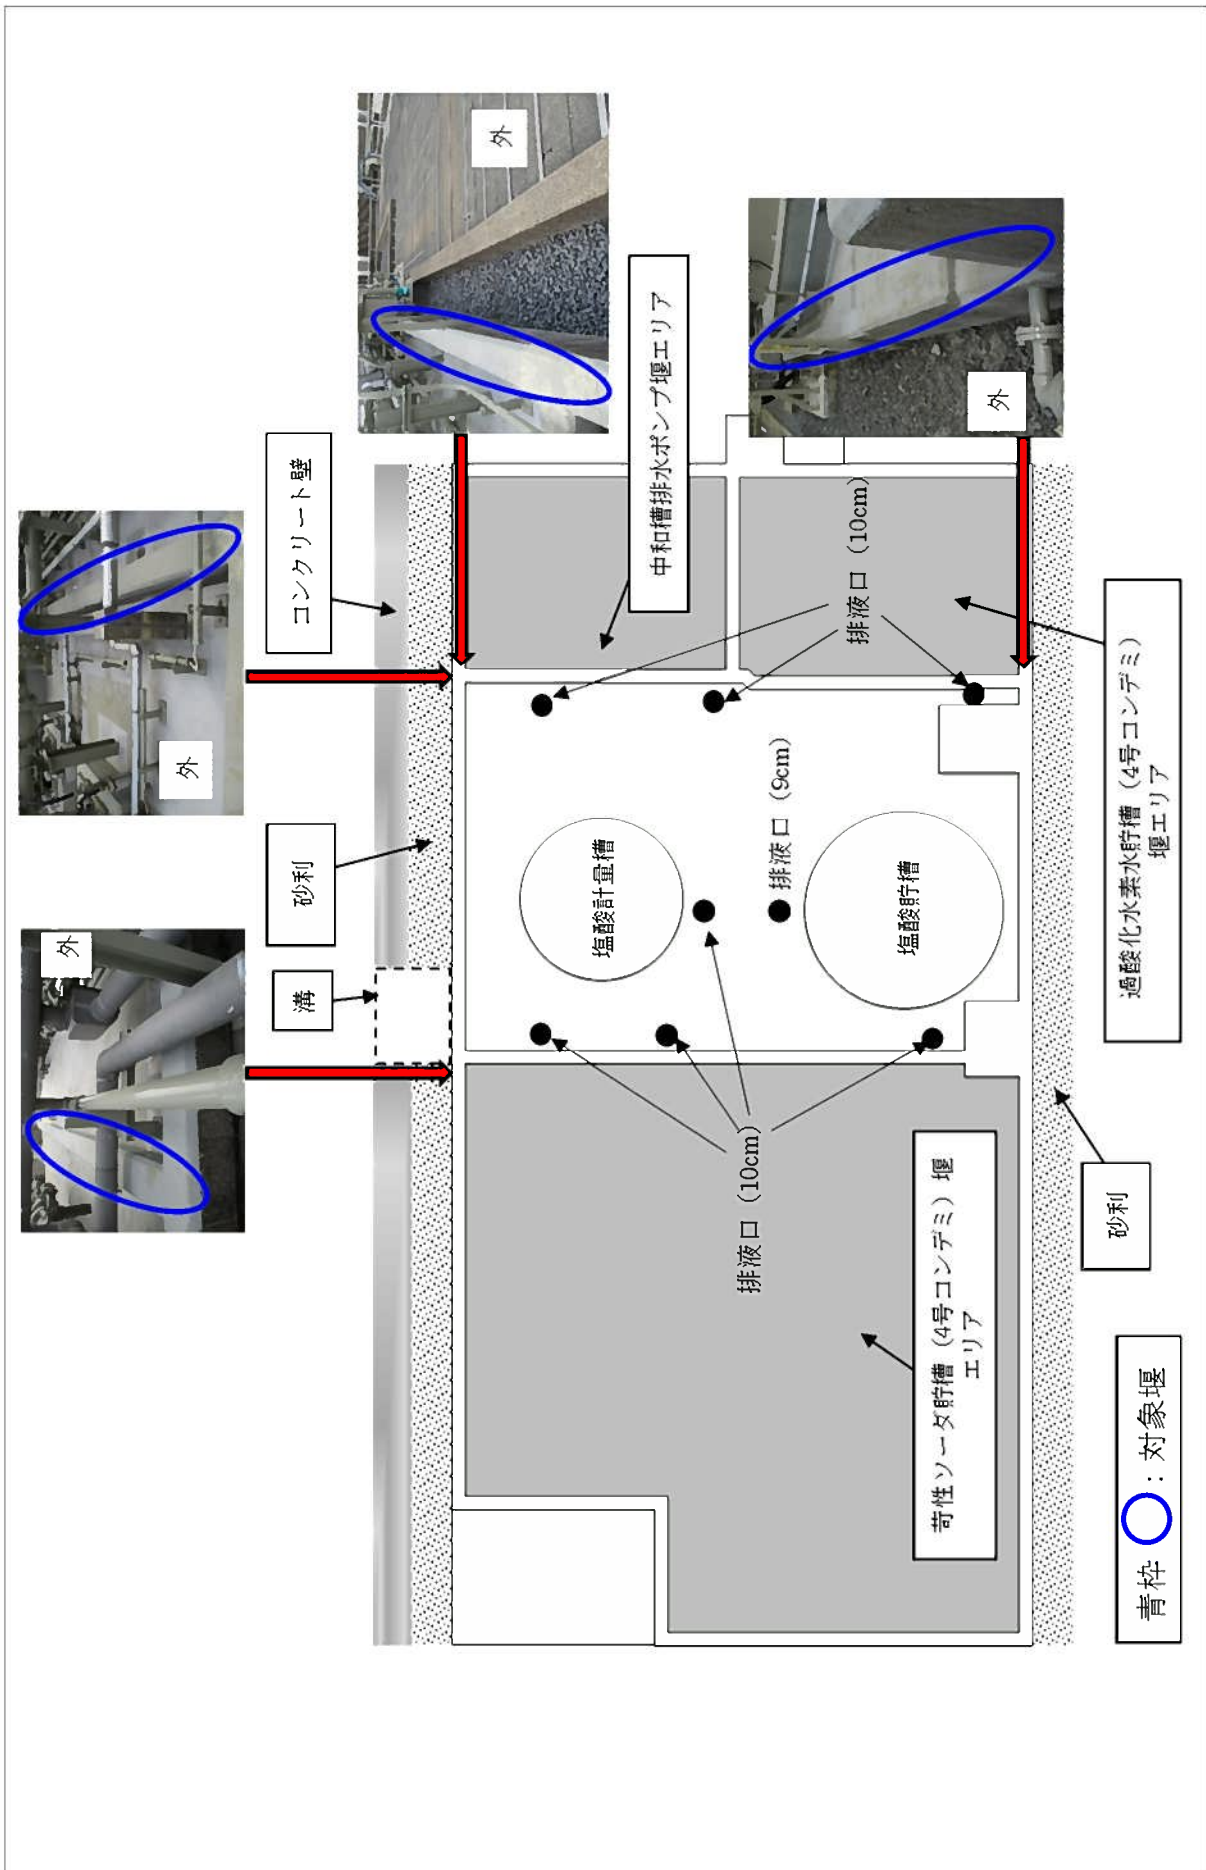 外
外
外
外
コンクリート壁
砂利
溝
中和槽排水ポンプ堰エリア
排液口（10cm）
塩酸計量槽
排液口（9cm）
塩酸貯槽
排液口（10cm）
過酸化水素水貯槽（4号コンデミ）
堰エリア
苛性ソーダ貯槽（4号コンデミ）堰
エリア
砂利
青枠 ：対象堰